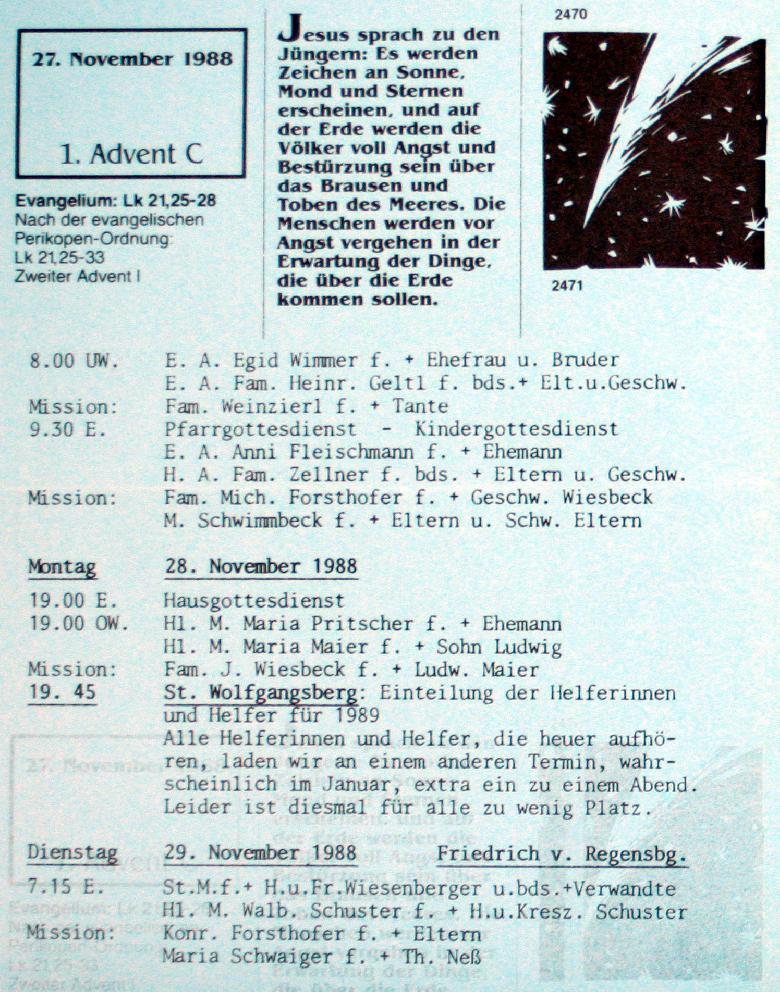 27. November 1988
1. Advent C
Evangelium: Lk 21,25-28
Nach der evangelischen
Perikopen-Ordnung:
Lk 21,25-33
Zweiter Advent I
Jesus sprach zu den
Jüngern: Es werden
Zeichen an Sonne,
Mond und Sternen
erscheinen, und auf
der Erde werden die
Völker voll Angst und
Bestürzung sein über
das Brausen und
Toben des Meeres. Die
Menschen werden vor
Angst vergehen in der
Erwartung der Dinge,
die über die Erde
kommen sollen.
2470
2471
8.00 UW. E. A. Egid Wimmer f. + Ehefrau u. Bruder
E. A. Fam. Heinr. Geltl f. bds.+ Elt.u.Geschw.
Mission: Fam. Weinzierl f. + Tante
9.30 E. Pfarrgottesdienst - Kindergottesdienst
E. A. Anni Fleischmann f. + Ehemann
H. A. Fam. Zellner f. bds. + Eltern u. Geschw.
Mission: Fam. Mich. Forsthofer f. + Geschw. Wiesbeck
M. Schwimmbeck f. + Eltern u. Schw. Eltern
Montag 28. November 1988
19.00 E. Hausgottesdienst
19.00 OW. Hl. M. Maria Pritscher f. + Ehemann
Hl. M. Maria Maier f. + Sohn Ludwig
Mission: Fam. J. Wiesbeck f. + Ludw. Maier
19. 45 St. Wolfgangsberg: Einteilung der Helferinnen
und Helfer für 1989
Alle Helferinnen und Helfer, die heuer aufhö-
ren, laden wir an einem anderen Termin, wahr-
scheinlich im Januar, extra ein zu einem Abend.
Leider ist diesmal für alle zu wenig Platz.
Dienstag 29. November 1988 Friedrich v. Regensbg.
7.15 E. St.M.f.+ H.u.Fr.Wiesenberger u.bds.+Verwandte
Hl. M. Walb. Schuster f. + H.u.Kresz. Schuster
Mission: Konr. Forsthofer f. + Eltern
Maria Schwaiger f. + Th. Neß